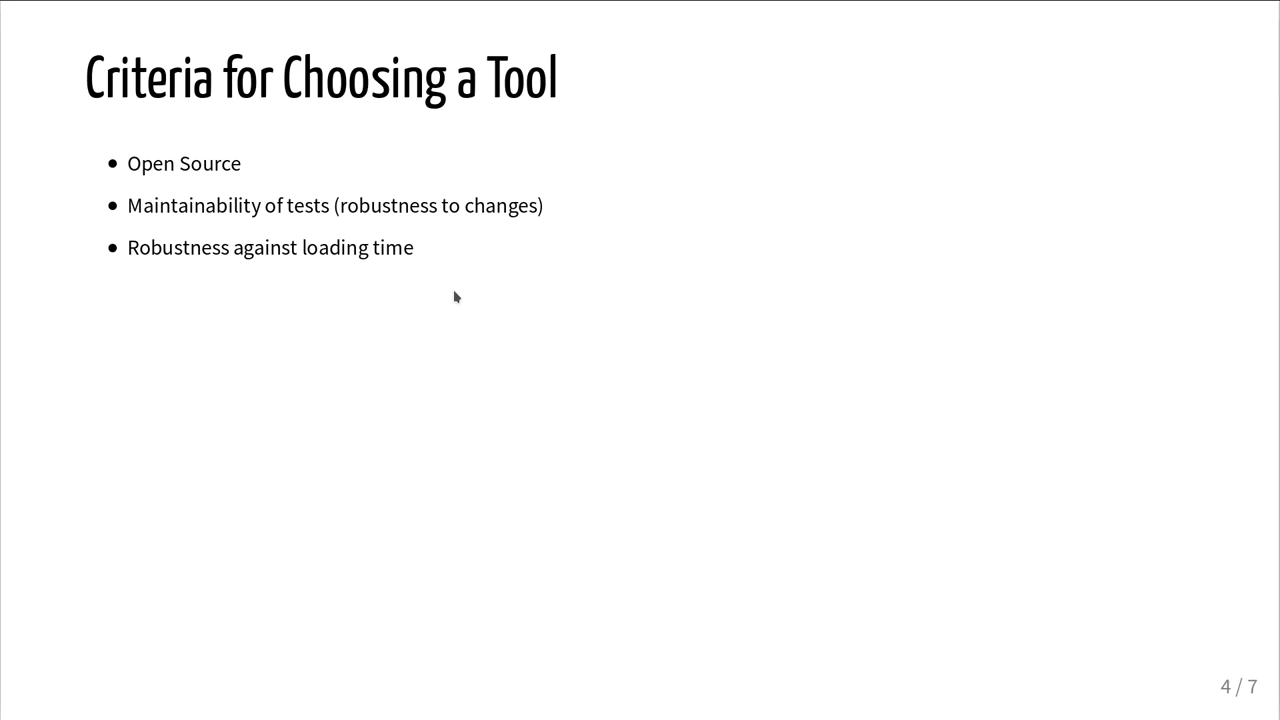 Criteria for Choosing a Tool
● Open Source
● Maintainability of tests (robustness to changes)
● Robustness against loading time
4 / 7